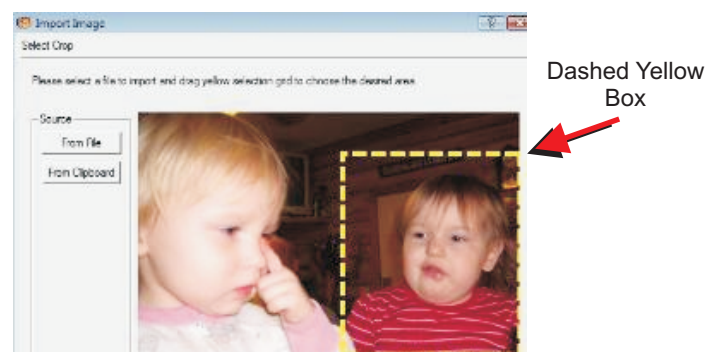 Import Image
Select Crop
Please select a file to import and drag yellow selection grid to choose the desired area.
Source
From File
From Clipboard
Dashed Yellow
Box